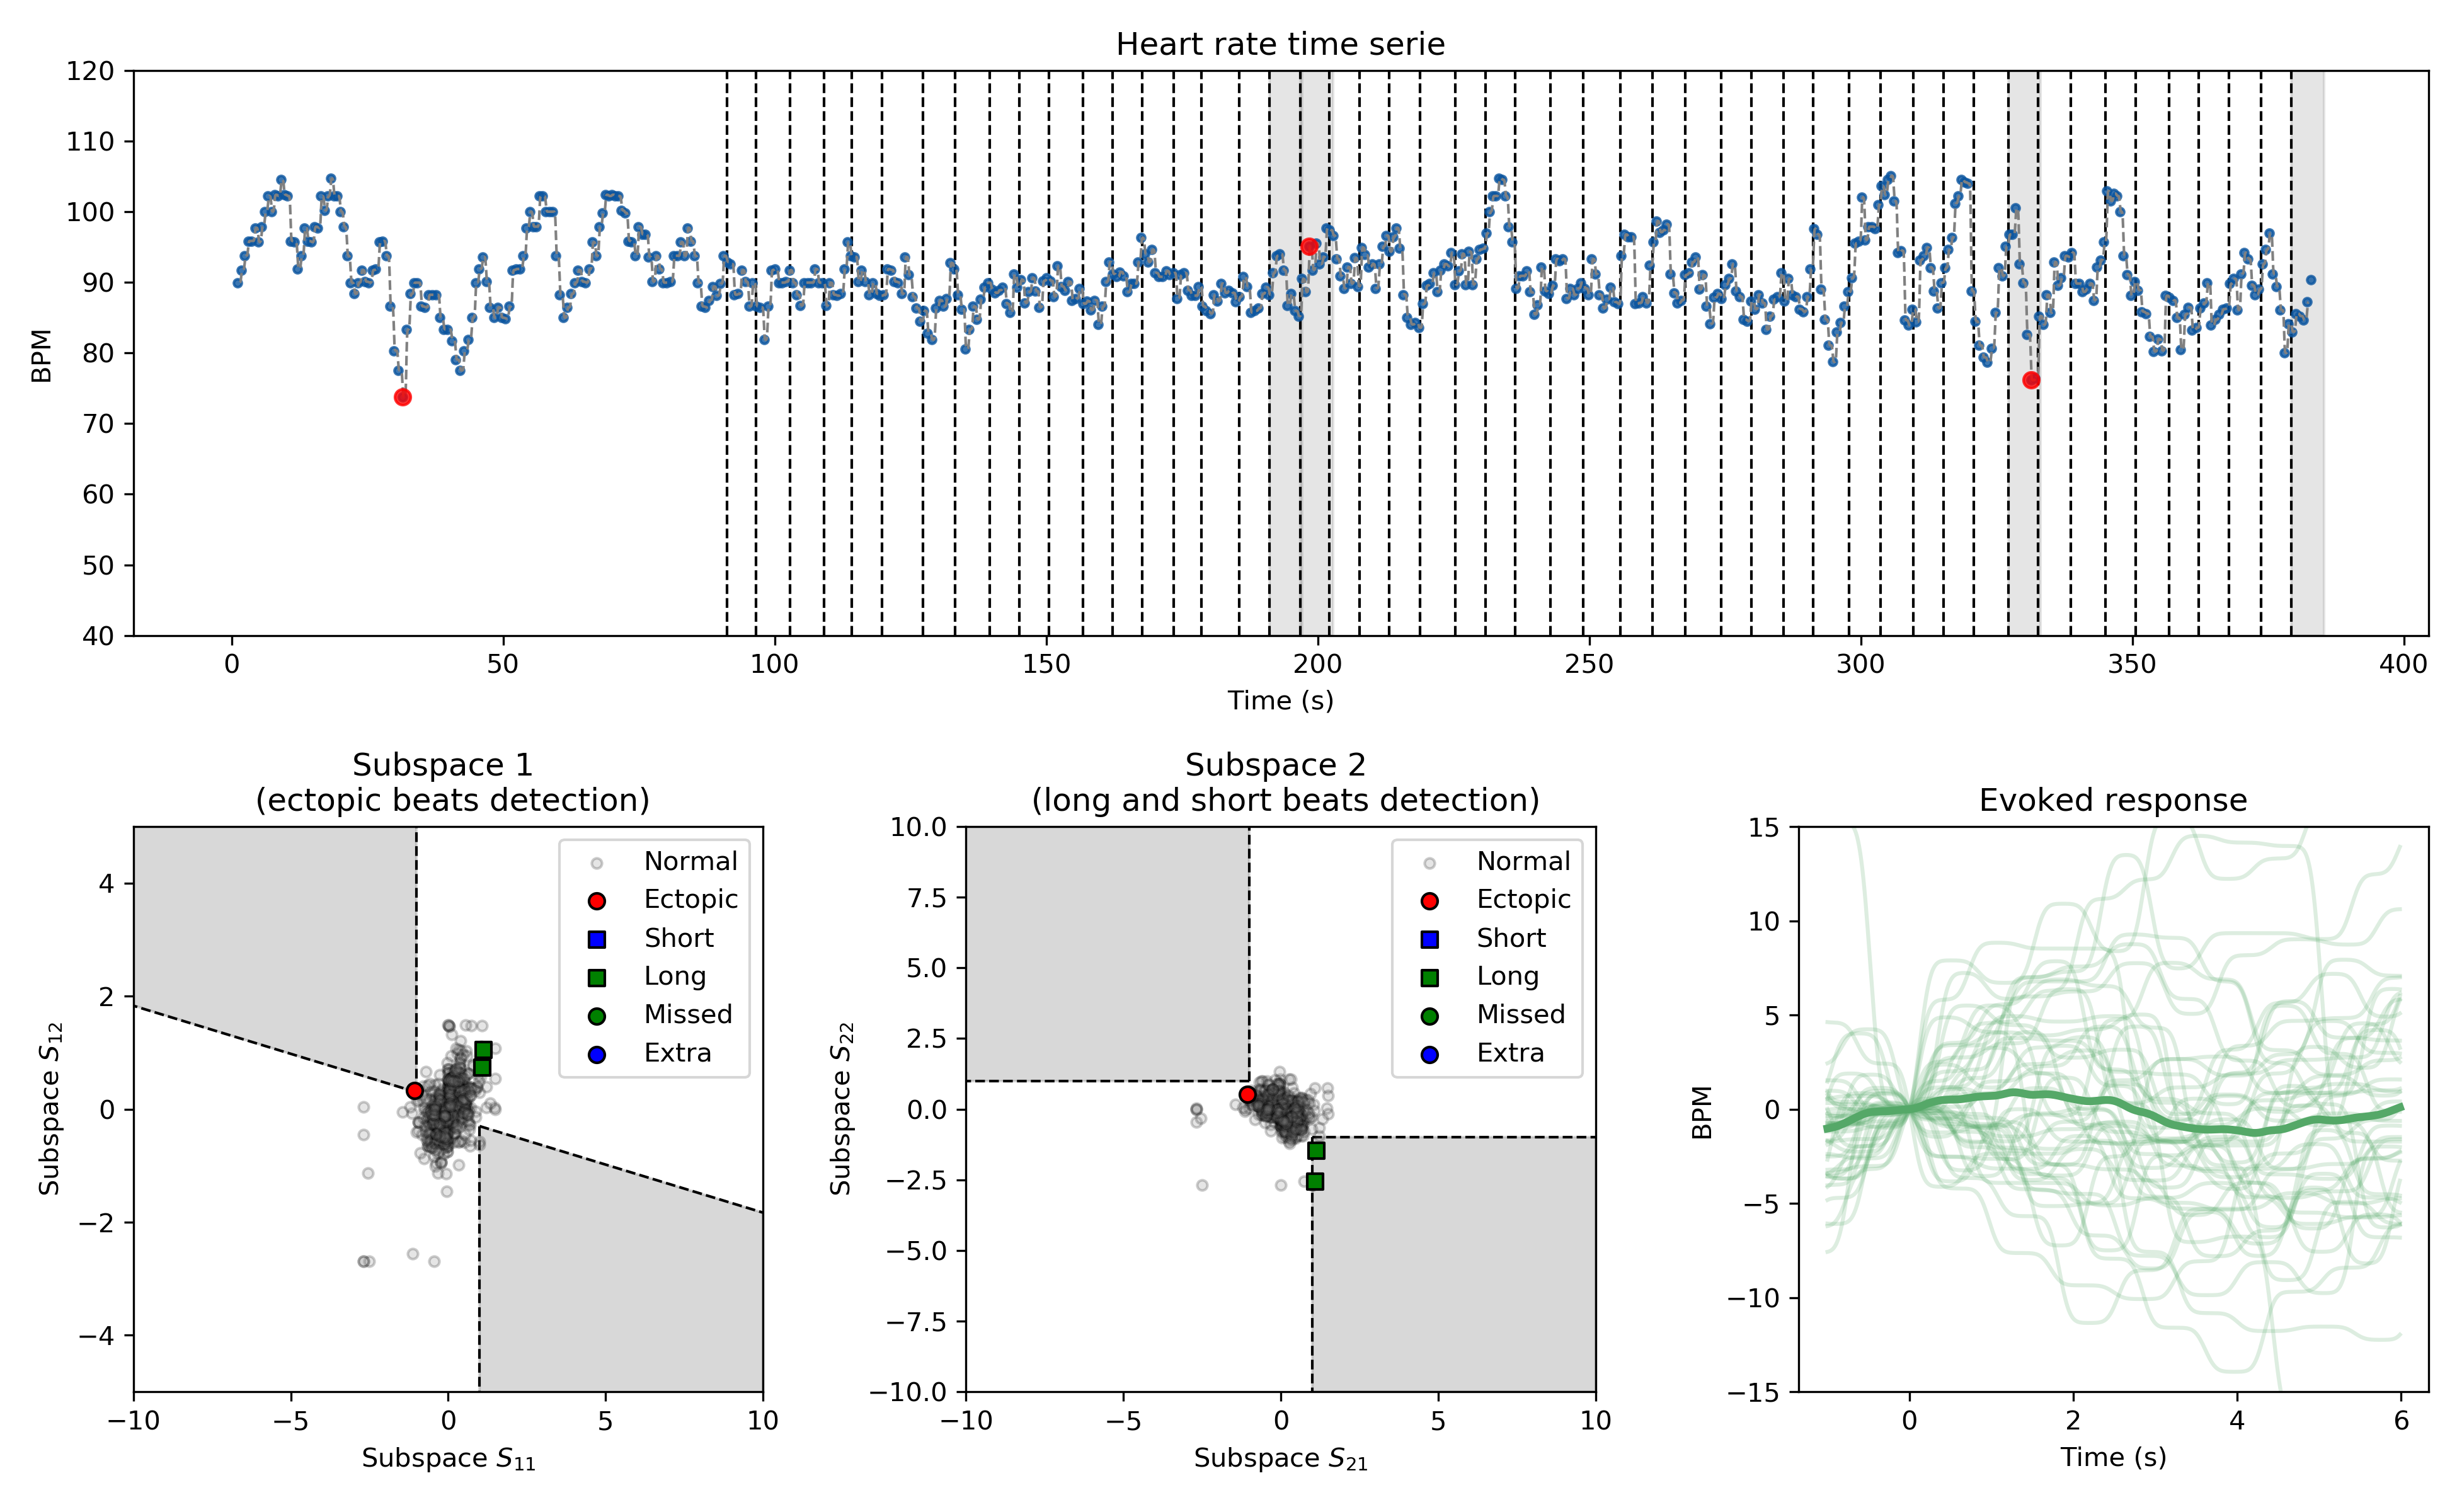 Heart rate time serie
120
110
100
90
80
70
60
50
40
BPM
0 50 100 150 200 250 300 350 400
Time (s)
Subspace 1
(ectopic beats detection)
4
2
0
−2
−4
Subspace S12
−10 −5 0 5 10
Subspace S11
Normal
Ectopic
Short
Long
Missed
Extra
Subspace 2
(long and short beats detection)
10.0
7.5
5.0
2.5
0.0
−2.5
−5.0
−7.5
−10.0
Subspace S22
−10 −5 0 5 10
Subspace S21
Normal
Ectopic
Short
Long
Missed
Extra
Evoked response
15
10
5
0
−5
−10
−15
BPM
0 2 4 6
Time (s)